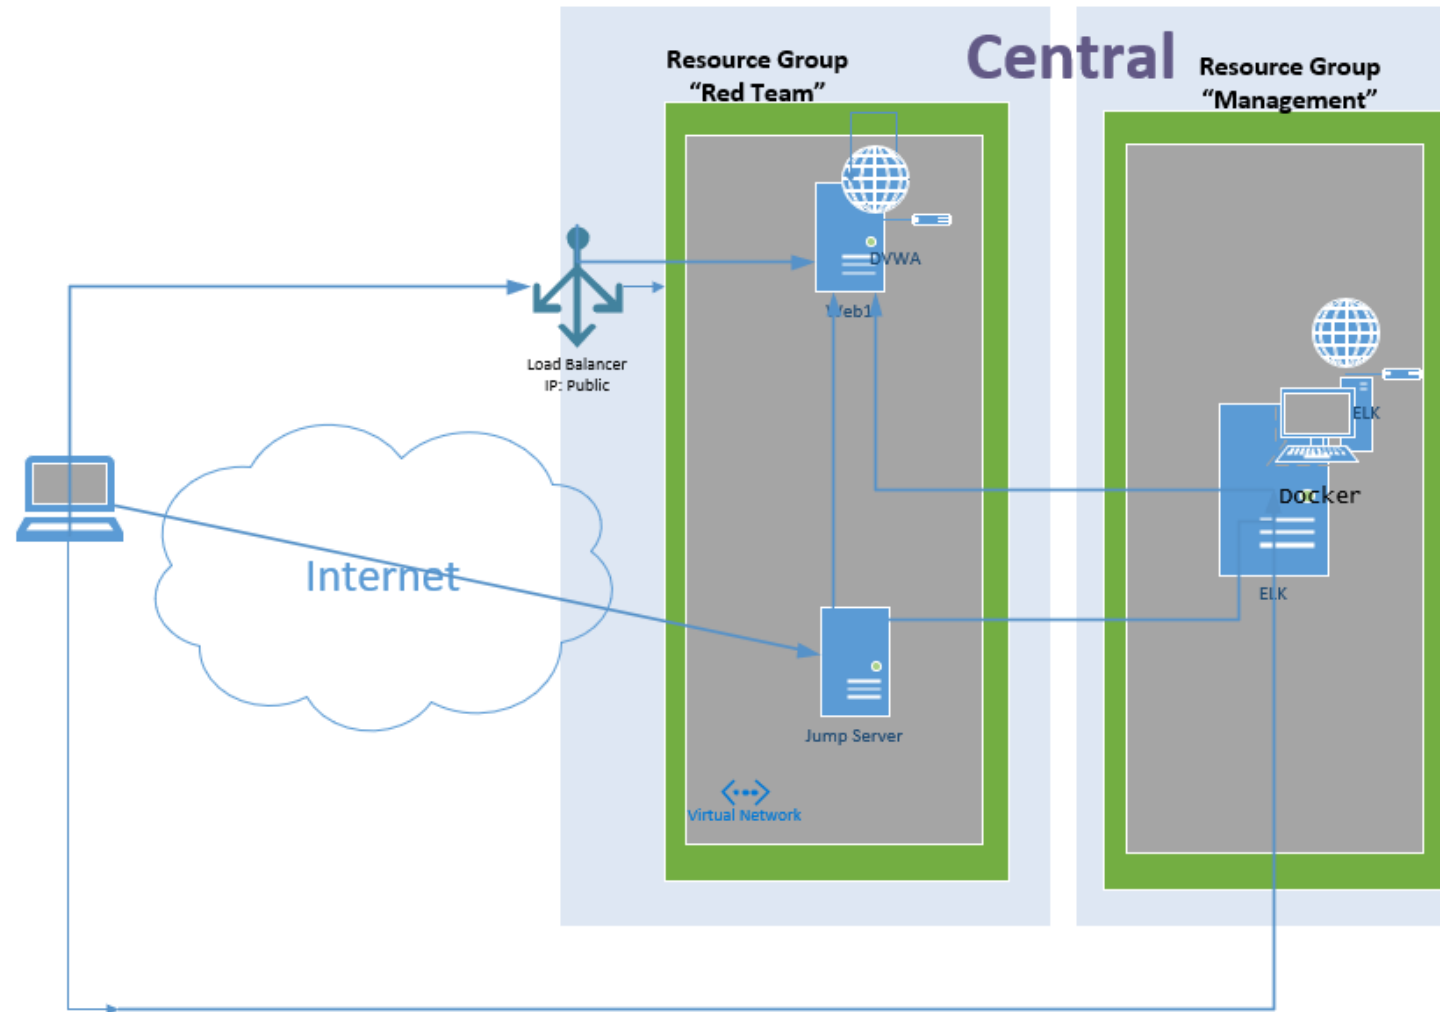 Central
Resource Group
“Red Team”
Resource Group
“Management”
DVWA
Web1
Load Balancer
IP: Public
ELK
Docker
Internet
ELK
Jump Server
Virtual Network